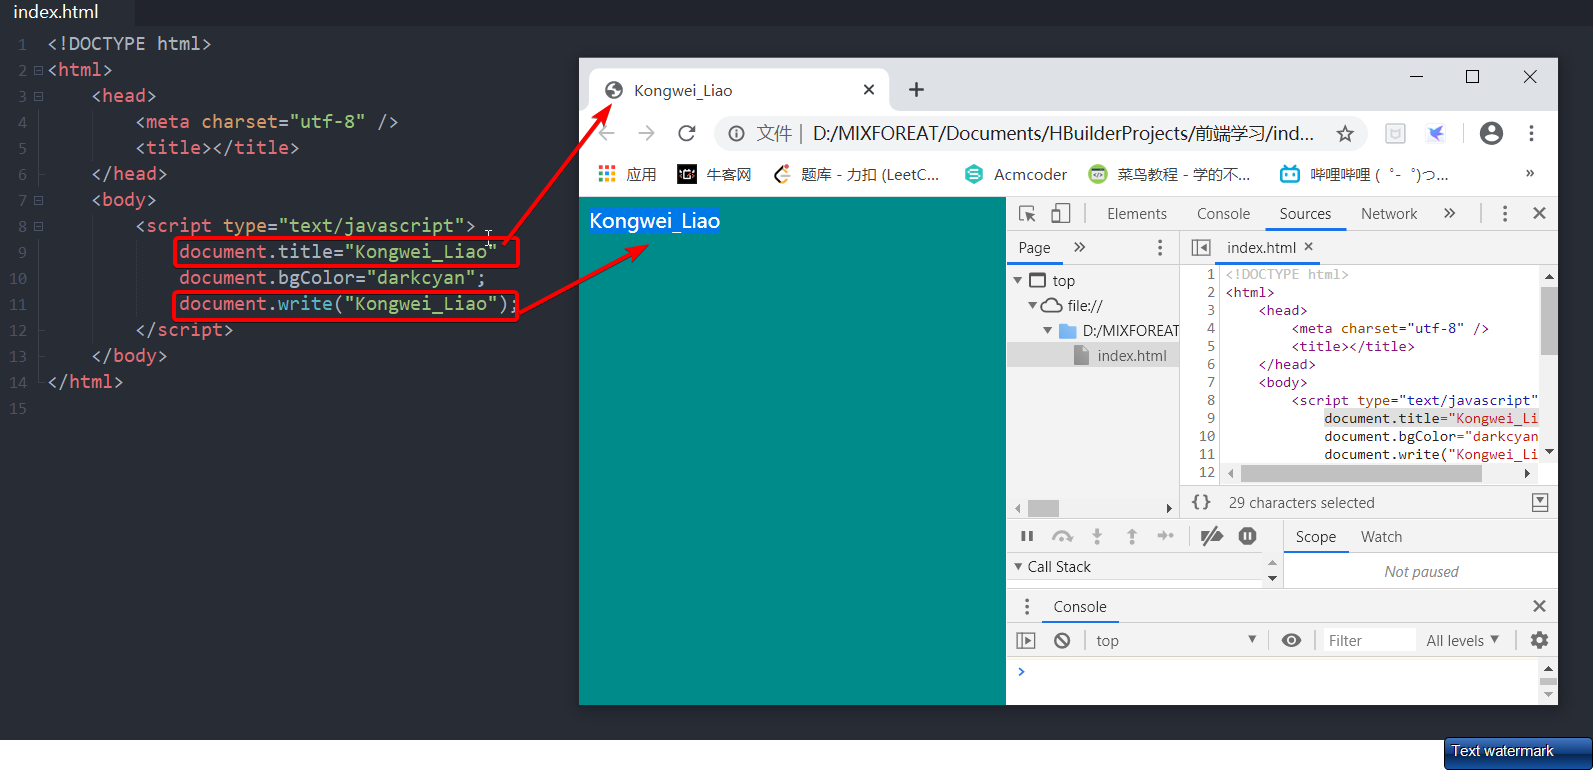 index.html
1 <!DOCTYPE html>
2 <html>
3 <head>
4 <meta charset="utf-8" />
5 <title></title>
6 </head>
7 <body>
8 <script type="text/javascript">
9 document.title="Kongwei_Liao"
10 document.bgColor="darkcyan";
11 document.write("Kongwei_Liao");
12 </script>
13 </body>
14 </html>
15
Kongwei_Liao
文件 | D:/MIXFOREAT/Documents/HBuilderProjects/前端学习/ind...
应用 牛客网 题库 - 力扣 (LeetC... Acmcoder 菜鸟教程 - 学的不... 哔哩哔哩 ( ゜- ゜)つ... »
Kongwei_Liao
Elements Console Sources Network »
Page »
top
file://
D:/MIXFOREAT
index.html
index.html
1 <!DOCTYPE html>
2 <html>
3 <head>
4 <meta charset="utf-8" />
5 <title></title>
6 </head>
7 <body>
8 <script type="text/javascript"
9 document.title="Kongwei_Li
10 document.bgColor="darkcyan
11 document.write("Kongwei_Li
12
{} 29 characters selected
Scope Watch
Call Stack
Not paused
Console
top Filter All levels
Text watermark